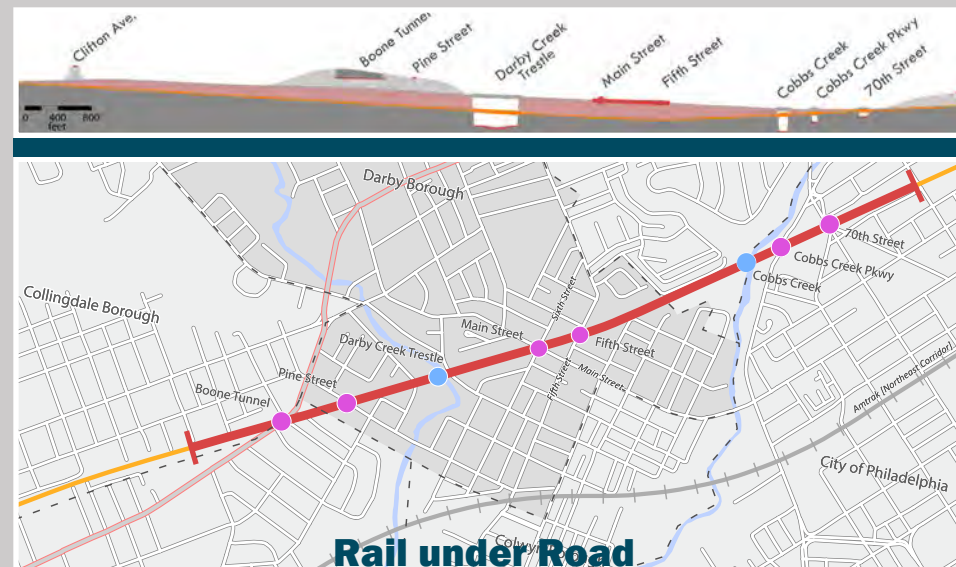 Clifton Ave.
Boone Tunnel
Pine Street
Darby Creek
Trestle
Main Street
Fifth Street
Cobbs Creek
Cobbs Creek Pkwy
70th Street
0 400 800
feet
Darby Borough
70th Street
Cobbs Creek Pkwy
Cobbs Creek
Collingdale Borough
Sixth Street
Main Street
Fifth Street
Darby Creek Trestle
Main Street
Fifth Street
Pine Street
Boone Tunnel
Amtrak [Northeast Corridor]
City of Philadelphia
Rail under Road